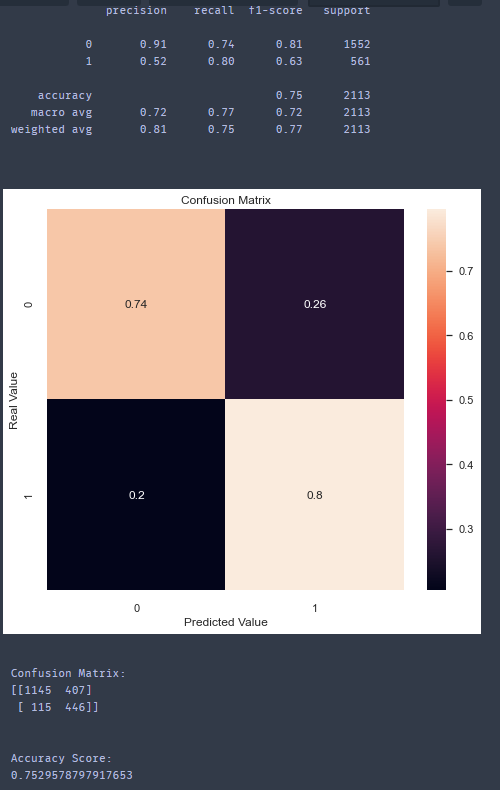 precision recall f1-score support
0 0.91 0.74 0.81 1552
1 0.52 0.80 0.63 561
accuracy 0.75 2113
macro avg 0.72 0.77 0.72 2113
weighted avg 0.81 0.75 0.77 2113
Confusion Matrix
0.74 0.26
0.2 0.8
0
1
Real Value
0 1
Predicted Value
0.7
0.6
0.5
0.4
0.3
Confusion Matrix:
[[1145 407]
[ 115 446]]
Accuracy Score:
0.7529578797917653